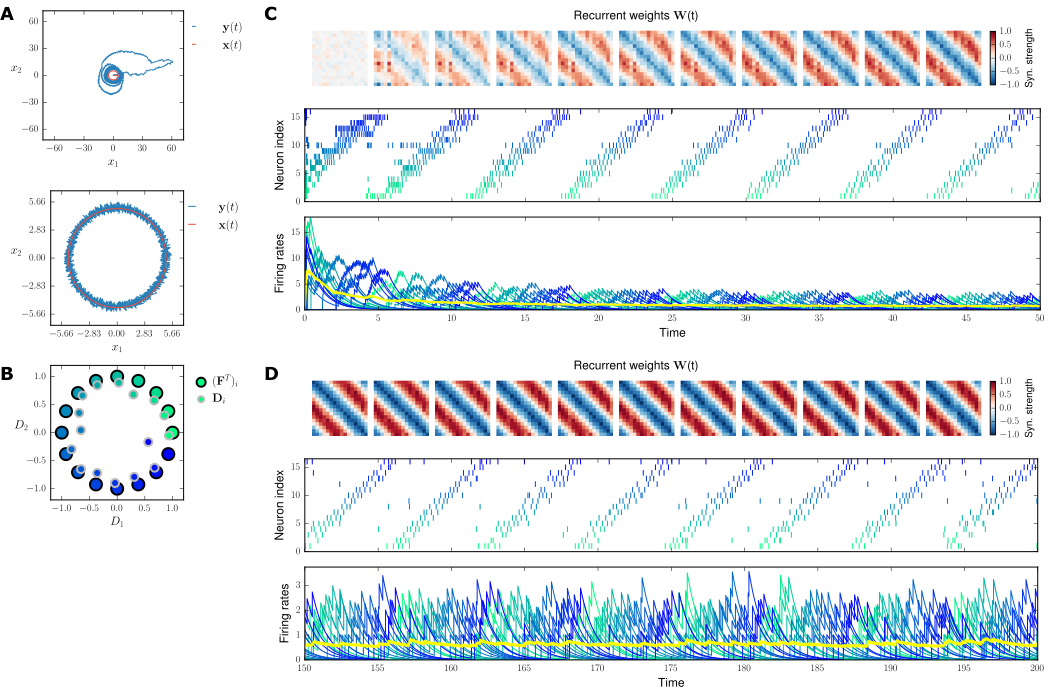 A
60
30
0
−30
−60
x2
−60 −30 0 30 60
x1
y(t)
x(t)
5.66
2.83
0.00
−2.83
−5.66
x2
−5.66 −2.83 0.00 2.83 5.66
x1
y(t)
x(t)
B
1.0
0.5
0.0
−0.5
−1.0
D2
−1.0 −0.5 0.0 0.5 1.0
D1
(F^T)i
Di
C
Recurrent weights W(t)
1.0
0.5
0.0
−0.5
−1.0
Syn. strength
15
10
5
0
Neuron index
15
10
5
0
Firing rates
0 5 10 15 20 25 30 35 40 45 50
Time
D
Recurrent weights W(t)
1.0
0.5
0.0
−0.5
−1.0
Syn. strength
15
10
5
0
Neuron index
3
2
1
0
Firing rates
150 155 160 165 170 175 180 185 190 195 200
Time